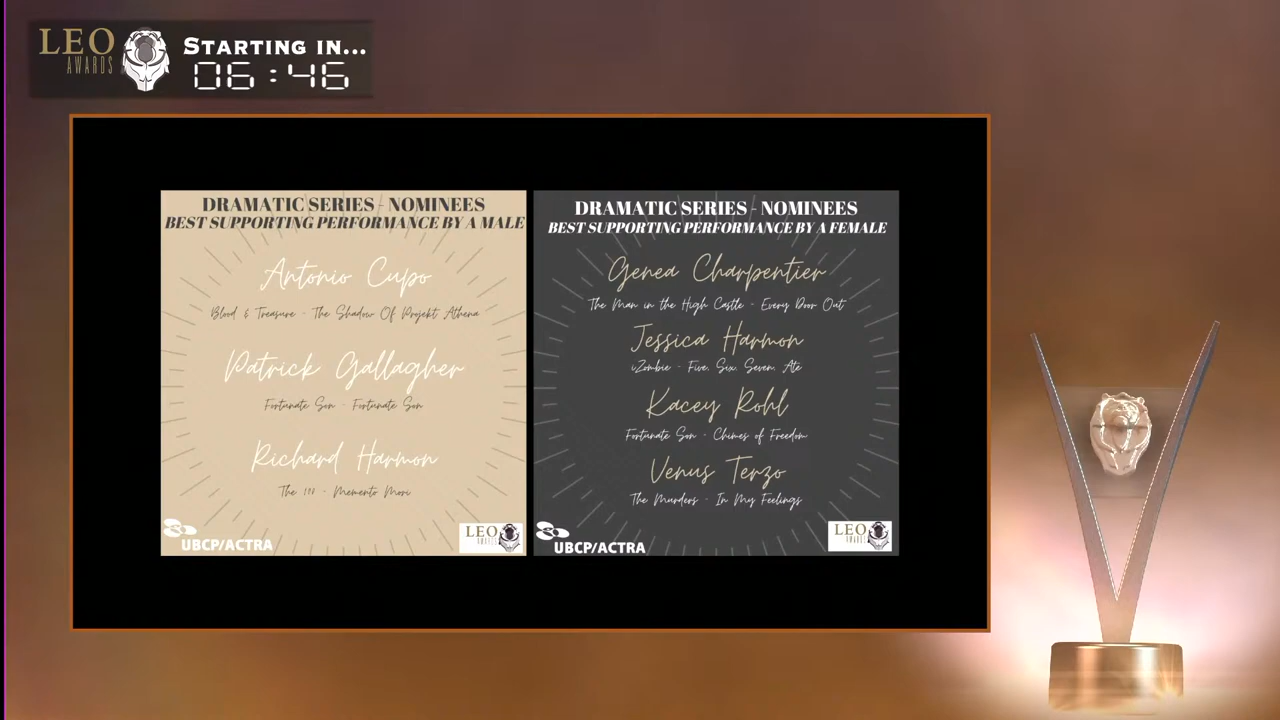 LEO
AWARDS
STARTING IN...
06:46
DRAMATIC SERIES - NOMINEES
BEST SUPPORTING PERFORMANCE BY A MALE
Antonio Cupo
Blood & Treasure - The Shadow Of Projekt Athena
Patrick Gallagher
Fortunate Son - Fortunate Son
Richard Harmon
The 100 - Memento Mori
UBCP/ACTRA
LEO
AWARDS
DRAMATIC SERIES - NOMINEES
BEST SUPPORTING PERFORMANCE BY A FEMALE
Genea Charpentier
The Man in the High Castle - Every Door Out
Jessica Harmon
iZombie - Five, Six, Seven, Ate
Kacey Rohl
Fortunate Son - Chimes of Freedom
Venus Terzo
The Murders - In My Feelings
UBCP/ACTRA
LEO
AWARDS